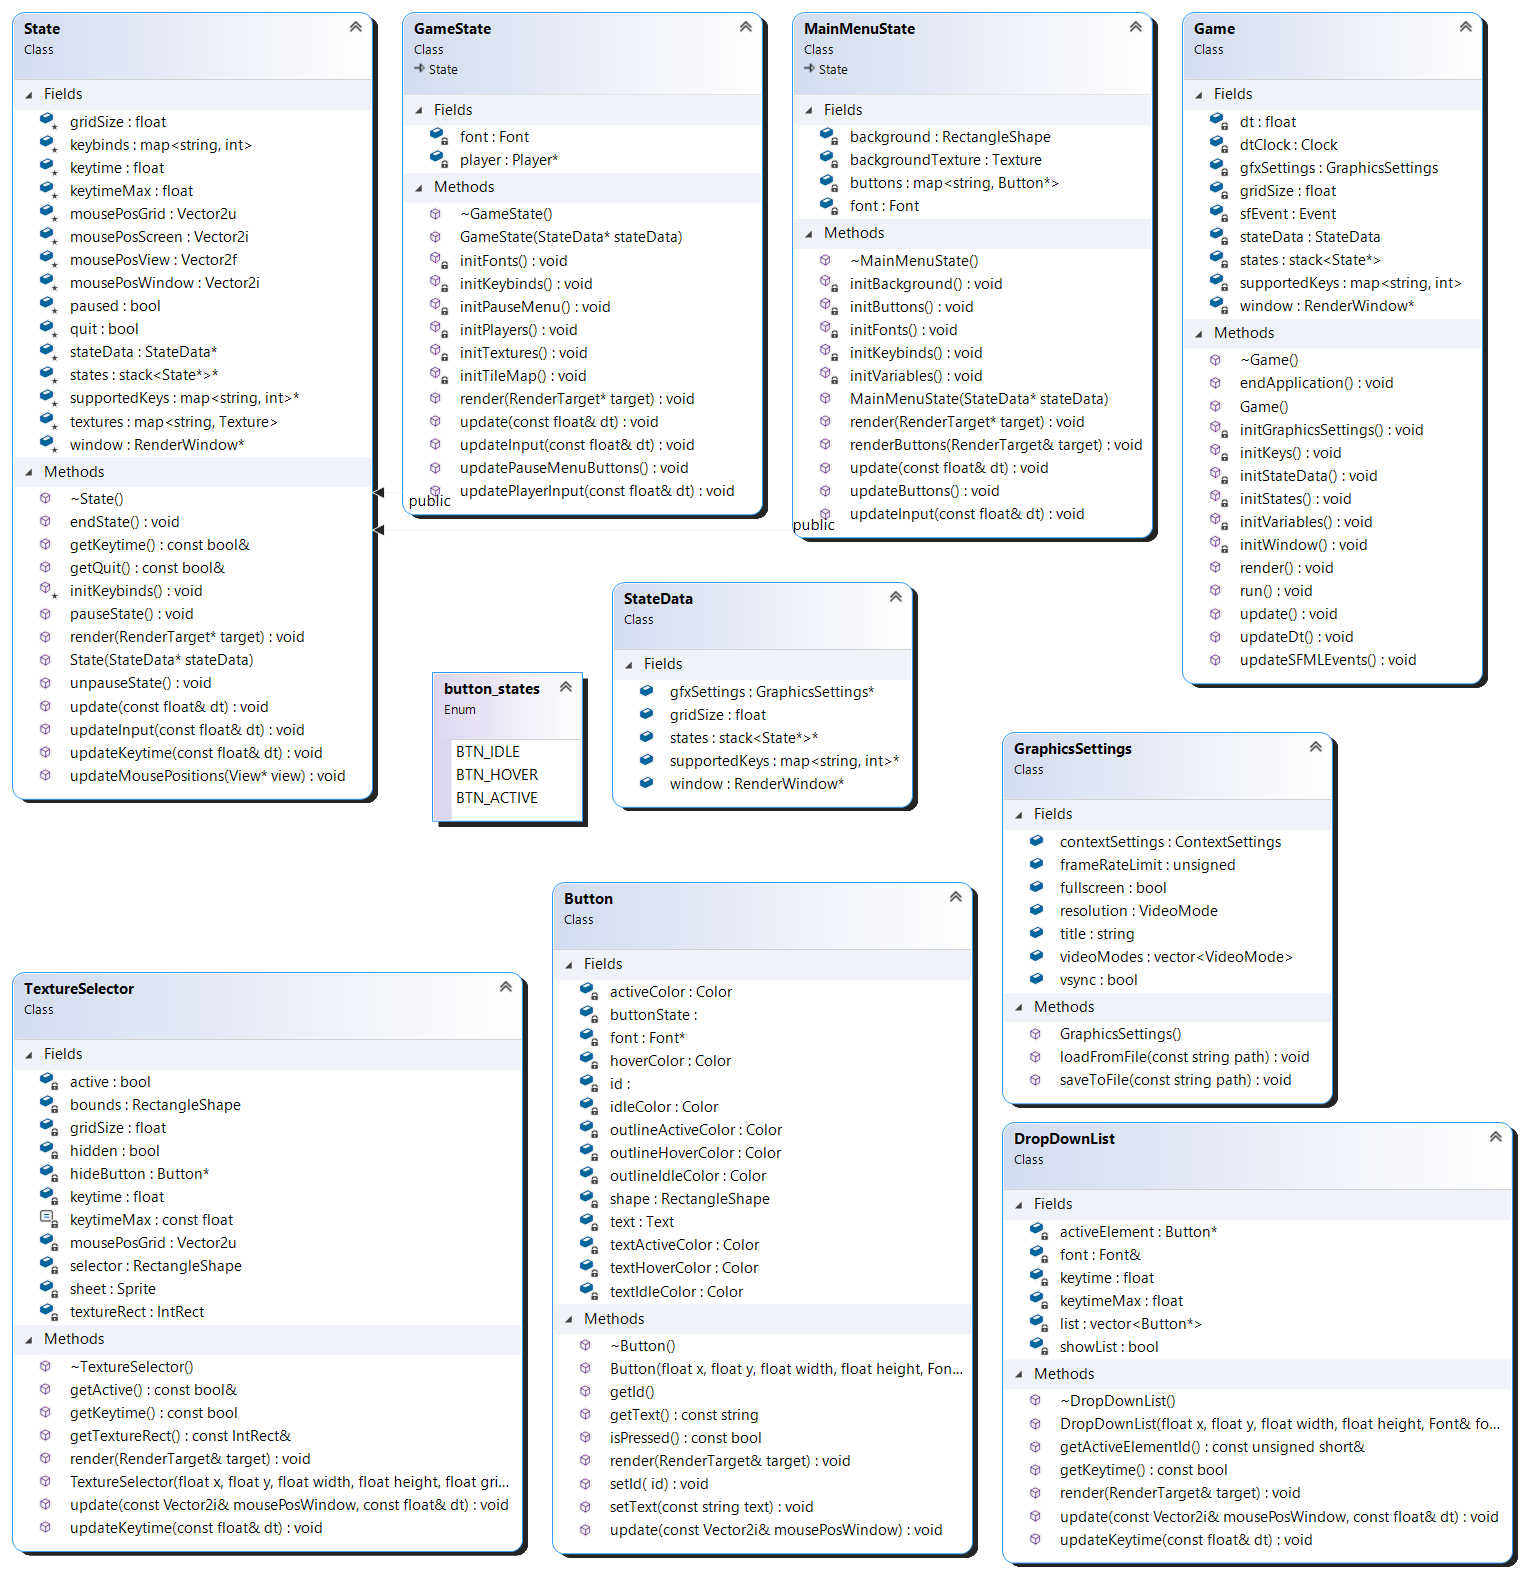 State
Class
Fields
gridSize : float
keybinds : map<string, int>
keytime : float
keytimeMax : float
mousePosGrid : Vector2u
mousePosScreen : Vector2i
mousePosView : Vector2f
mousePosWindow : Vector2i
paused : bool
quit : bool
stateData : StateData*
states : stack<State*>*
supportedKeys : map<string, int>*
textures : map<string, Texture>
window : RenderWindow*
Methods
~State()
endState() : void
getKeytime() : const bool&
getQuit() : const bool&
initKeybinds() : void
pauseState() : void
render(RenderTarget* target) : void
State(StateData* stateData)
unpauseState() : void
update(const float& dt) : void
updateInput(const float& dt) : void
updateKeytime(const float& dt) : void
updateMousePositions(View* view) : void
GameState
Class
State
Fields
font : Font
player : Player*
Methods
~GameState()
GameState(StateData* stateData)
initFonts() : void
initKeybinds() : void
initPauseMenu() : void
initPlayers() : void
initTextures() : void
initTileMap() : void
render(RenderTarget* target) : void
update(const float& dt) : void
updateInput(const float& dt) : void
updatePauseMenuButtons() : void
updatePlayerInput(const float& dt) : void
public
MainMenuState
Class
State
Fields
background : RectangleShape
backgroundTexture : Texture
buttons : map<string, Button*>
font : Font
Methods
~MainMenuState()
initBackground() : void
initButtons() : void
initFonts() : void
initKeybinds() : void
initVariables() : void
MainMenuState(StateData* stateData)
render(RenderTarget* target) : void
renderButtons(RenderTarget& target) : void
update(const float& dt) : void
updateButtons() : void
updateInput(const float& dt) : void
public
Game
Class
Fields
dt : float
dtClock : Clock
gfxSettings : GraphicsSettings
gridSize : float
sfEvent : Event
stateData : StateData
states : stack<State*>
supportedKeys : map<string, int>
window : RenderWindow*
Methods
~Game()
endApplication() : void
Game()
initGraphicsSettings() : void
initKeys() : void
initStateData() : void
initStates() : void
initVariables() : void
initWindow() : void
render() : void
run() : void
update() : void
updateDt() : void
updateSFMLEvents() : void
StateData
Class
Fields
gfxSettings : GraphicsSettings*
gridSize : float
states : stack<State*>*
supportedKeys : map<string, int>*
window : RenderWindow*
button_states
Enum
BTN_IDLE
BTN_HOVER
BTN_ACTIVE
GraphicsSettings
Class
Fields
contextSettings : ContextSettings
frameRateLimit : unsigned
fullscreen : bool
resolution : VideoMode
title : string
videoModes : vector<VideoMode>
vsync : bool
Methods
GraphicsSettings()
loadFromFile(const string path) : void
saveToFile(const string path) : void
Button
Class
Fields
activeColor : Color
buttonState :
font : Font*
hoverColor : Color
id :
idleColor : Color
outlineActiveColor : Color
outlineHoverColor : Color
outlineIdleColor : Color
shape : RectangleShape
text : Text
textActiveColor : Color
textHoverColor : Color
textIdleColor : Color
Methods
~Button()
Button(float x, float y, float width, float height, Fon...
getId()
getText() : const string
isPressed() : const bool
render(RenderTarget& target) : void
setId( id) : void
setText(const string text) : void
update(const Vector2i& mousePosWindow) : void
TextureSelector
Class
Fields
active : bool
bounds : RectangleShape
gridSize : float
hidden : bool
hideButton : Button*
keytime : float
keytimeMax : const float
mousePosGrid : Vector2u
selector : RectangleShape
sheet : Sprite
textureRect : IntRect
Methods
~TextureSelector()
getActive() : const bool&
getKeytime() : const bool
getTextureRect() : const IntRect&
render(RenderTarget& target) : void
TextureSelector(float x, float y, float width, float height, float gri...
update(const Vector2i& mousePosWindow, const float& dt) : void
updateKeytime(const float& dt) : void
DropDownList
Class
Fields
activeElement : Button*
font : Font&
keytime : float
keytimeMax : float
list : vector<Button*>
showList : bool
Methods
~DropDownList()
DropDownList(float x, float y, float width, float height, Font& fo...
getActiveElementId() : const unsigned short&
getKeytime() : const bool
render(RenderTarget& target) : void
update(const Vector2i& mousePosWindow, const float& dt) : void
updateKeytime(const float& dt) : void